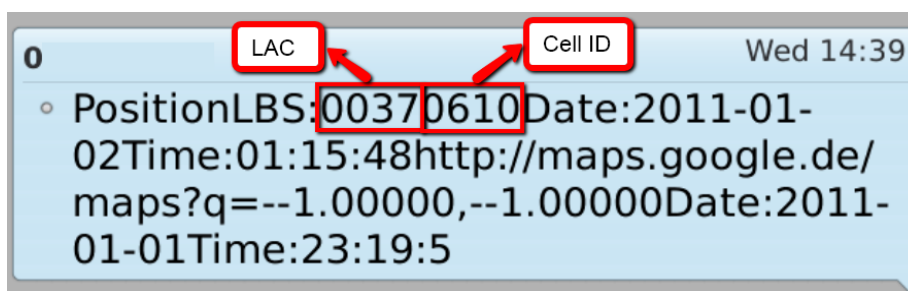 0
LAC
Cell ID
Wed 14:39
PositionLBS:00370610Date:2011-01-
02Time:01:15:48http://maps.google.de/
maps?q=--1.00000,--1.00000Date:2011-
01-01Time:23:19:5